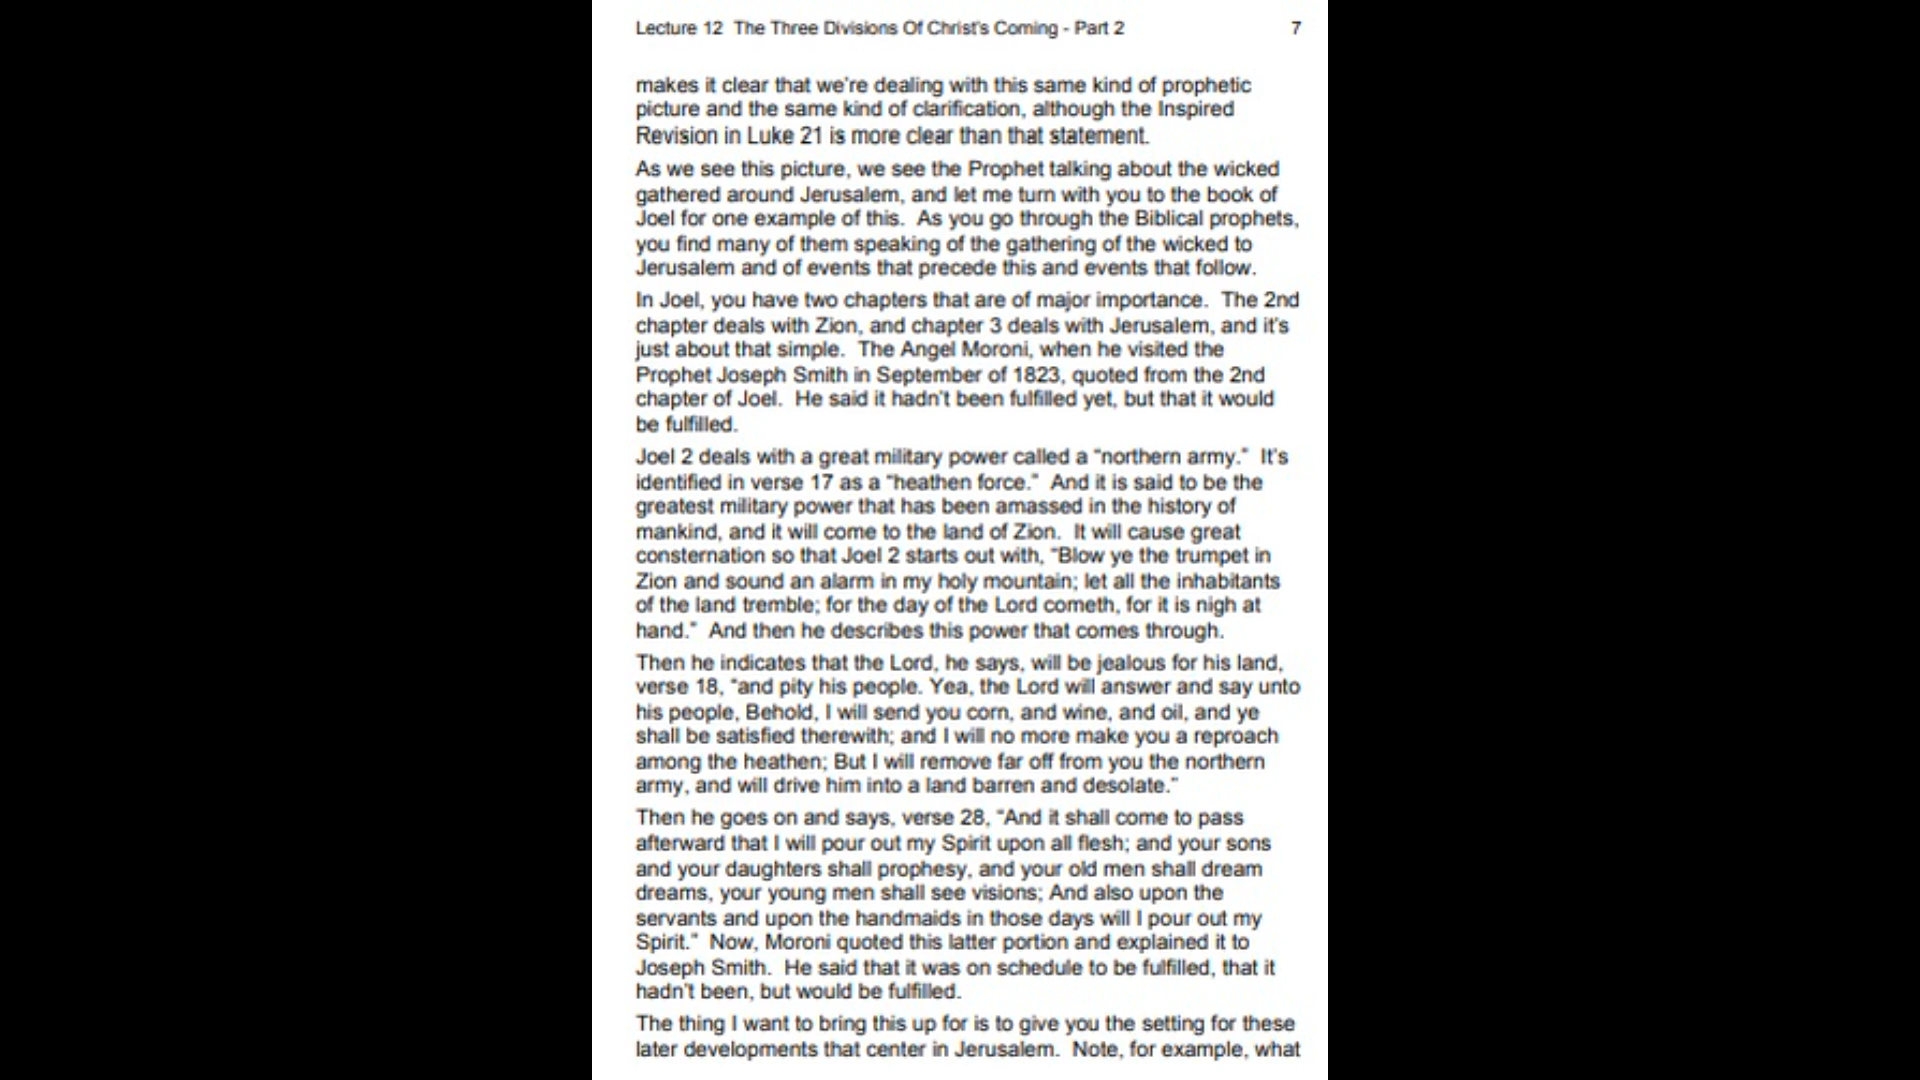 Lecture 12  The Three Divisions Of Christ's Coming - Part 2 7
makes it clear that we're dealing with this same kind of prophetic
picture and the same kind of clarification, although the Inspired
Revision in Luke 21 is more clear than that statement.
As we see this picture, we see the Prophet talking about the wicked
gathered around Jerusalem, and let me turn with you to the book of
Joel for one example of this.  As you go through the Biblical prophets,
you find many of them speaking of the gathering of the wicked to
Jerusalem and of events that precede this and events that follow.
In Joel, you have two chapters that are of major importance.  The 2nd
chapter deals with Zion, and chapter 3 deals with Jerusalem, and it's
just about that simple.  The Angel Moroni, when he visited the
Prophet Joseph Smith in September of 1823, quoted from the 2nd
chapter of Joel.  He said it hadn't been fulfilled yet, but that it would
be fulfilled.
Joel 2 deals with a great military power called a "northern army."  It's
identified in verse 17 as a "heathen force."  And it is said to be the
greatest military power that has been amassed in the history of
mankind, and it will come to the land of Zion.  It will cause great
consternation so that Joel 2 starts out with, "Blow ye the trumpet in
Zion and sound an alarm in my holy mountain; let all the inhabitants
of the land tremble; for the day of the Lord cometh, for it is nigh at
hand."  And then he describes this power that comes through.
Then he indicates that the Lord, he says, will be jealous for his land,
verse 18, "and pity his people. Yea, the Lord will answer and say unto
his people, Behold, I will send you corn, and wine, and oil, and ye
shall be satisfied therewith; and I will no more make you a reproach
among the heathen; But I will remove far off from you the northern
army, and will drive him into a land barren and desolate."
Then he goes on and says, verse 28, "And it shall come to pass
afterward that I will pour out my Spirit upon all flesh; and your sons
and your daughters shall prophesy, and your old men shall dream
dreams, your young men shall see visions; And also upon the
servants and upon the handmaids in those days will I pour out my
Spirit."  Now, Moroni quoted this latter portion and explained it to
Joseph Smith.  He said that it was on schedule to be fulfilled, that it
hadn't been, but would be fulfilled.
The thing I want to bring this up for is to give you the setting for these
later developments that center in Jerusalem.  Note, for example, what